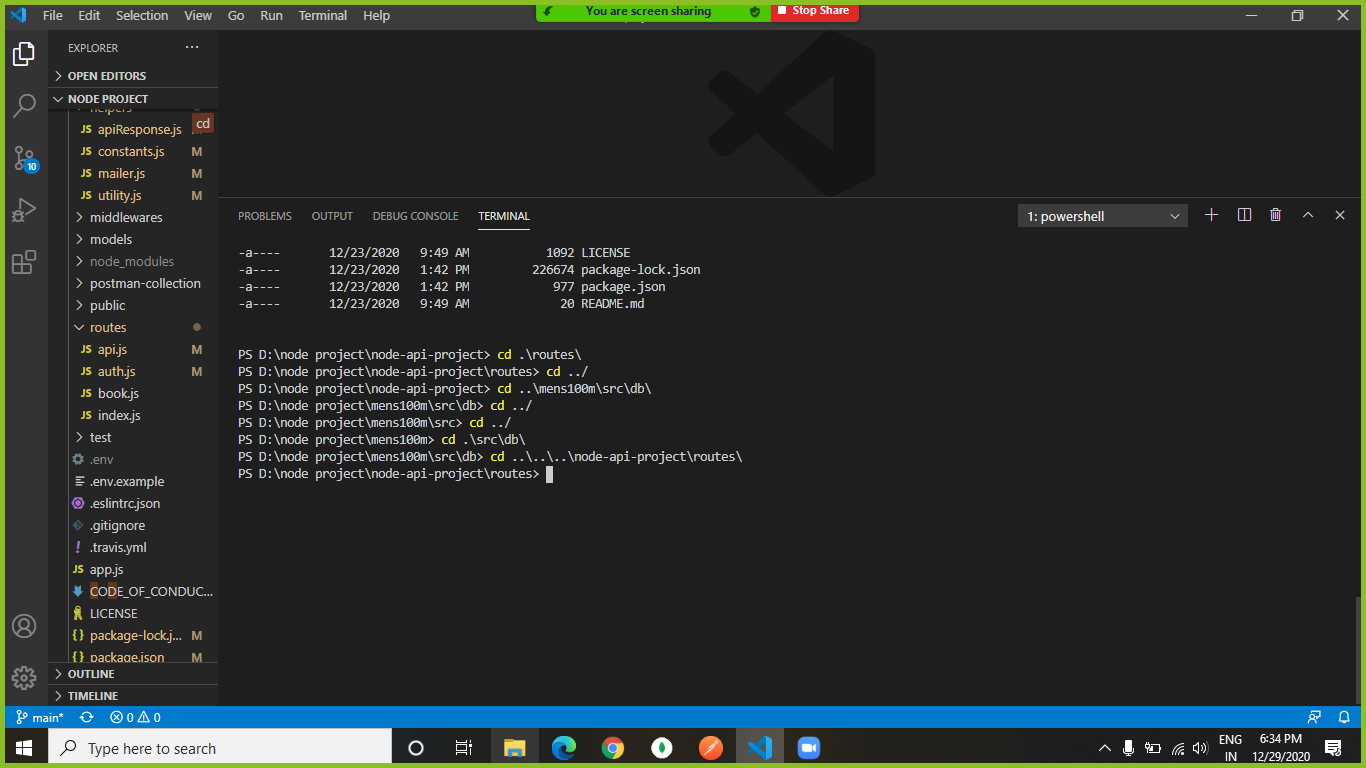 File Edit Selection View Go Run Terminal Help
You are screen sharing
Stop Share
EXPLORER
OPEN EDITORS
NODE PROJECT
helpers
cd
JS apiResponse.js
JS constants.js M
JS mailer.js M
JS utility.js M
middlewares
models
node_modules
postman-collection
public
routes
JS api.js M
JS auth.js M
JS book.js
JS index.js
test
.env
.env.example
.eslintrc.json
.gitignore
! .travis.yml
JS app.js
CODE_OF_CONDUC...
LICENSE
{} package-lock.j... M
{} package.json M
OUTLINE
TIMELINE
10
PROBLEMS OUTPUT DEBUG CONSOLE TERMINAL
1: powershell
-a---- 12/23/2020 9:49 AM 1092 LICENSE
-a---- 12/23/2020 1:42 PM 226674 package-lock.json
-a---- 12/23/2020 1:42 PM 977 package.json
-a---- 12/23/2020 9:49 AM 20 README.md
PS D:\node project\node-api-project> cd .\routes\
PS D:\node project\node-api-project\routes> cd ../
PS D:\node project\node-api-project> cd ..\mens100m\src\db\
PS D:\node project\mens100m\src\db> cd ../
PS D:\node project\mens100m\src> cd ../
PS D:\node project\mens100m> cd .\src\db\
PS D:\node project\mens100m\src\db> cd ..\..\..\node-api-project\routes\
PS D:\node project\node-api-project\routes>
main* 0 0
Type here to search
ENG
IN
6:34 PM
12/29/2020